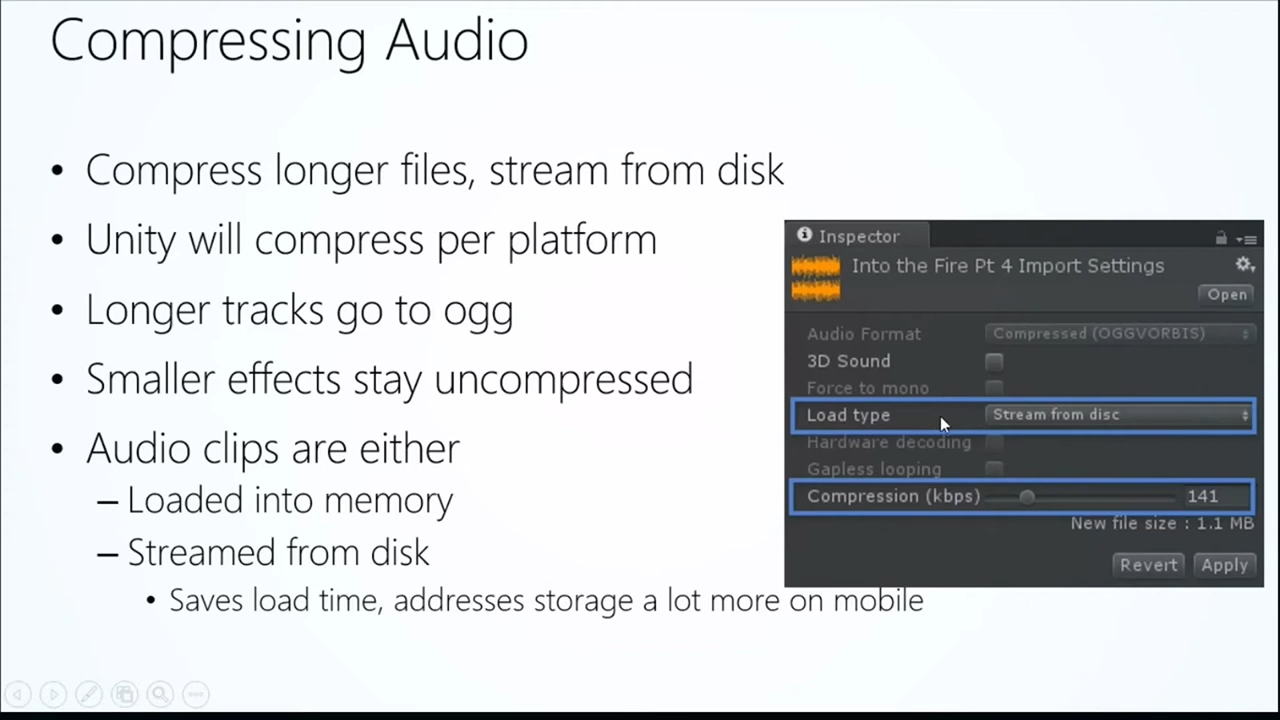 Compressing Audio
• Compress longer files, stream from disk
• Unity will compress per platform
• Longer tracks go to ogg
• Smaller effects stay uncompressed
• Audio clips are either
– Loaded into memory
– Streamed from disk
• Saves load time, addresses storage a lot more on mobile
Inspector
Into the Fire Pt 4 Import Settings
Open
Audio Format Compressed (OGGVORBIS)
3D Sound
Force to mono
Load type Stream from disc
Hardware decoding
Gapless looping
Compression (kbps) 141
New file size : 1.1 MB
Revert Apply